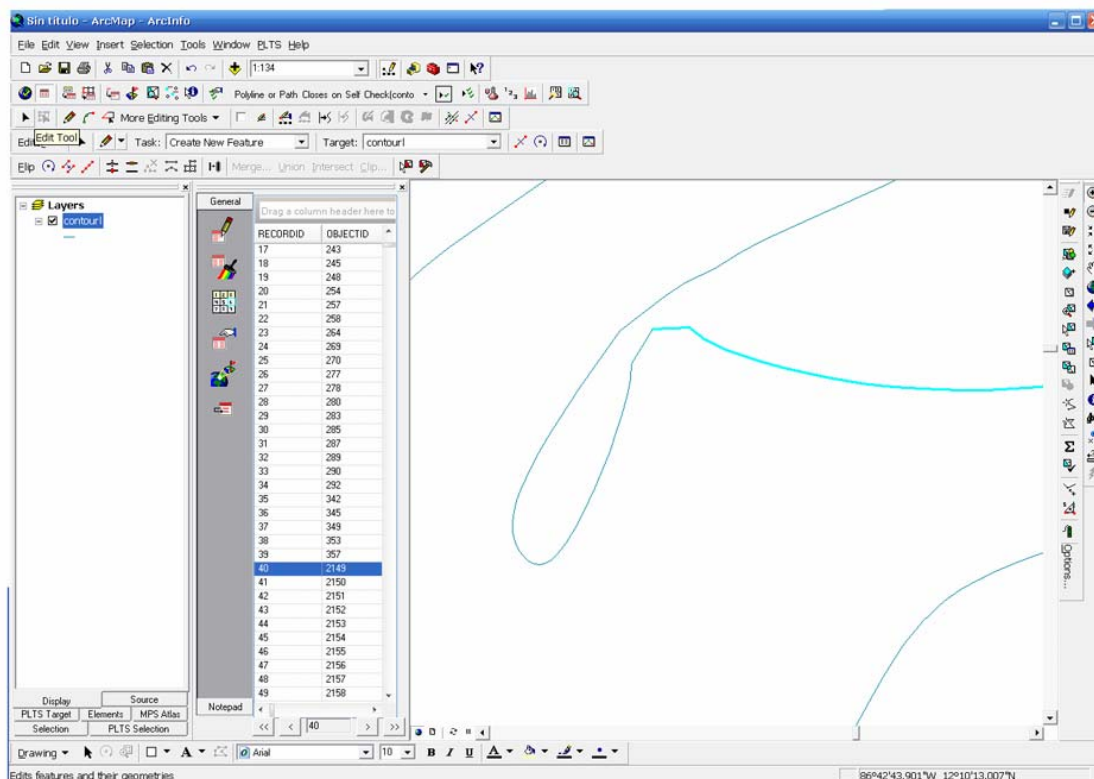 Sin título - ArcMap - ArcInfo
File Edit View Insert Selection Tools Window PLTS Help
1:134
Polyline or Path Closes on Self Check(conto
More Editing Tools
Edit Tool
Task: Create New Feature Target: contourl
Flip Merge... Union Intersect Clip...
Layers
contourl
General
Drag a column header here to
RECORDID OBJECTID
17 243
18 245
19 248
20 254
21 257
22 258
23 264
24 269
25 270
26 277
27 278
28 280
29 283
30 285
31 287
32 289
33 290
34 292
35 342
36 345
37 349
38 353
39 357
40 2149
41 2150
42 2151
43 2152
44 2153
45 2154
46 2155
47 2156
48 2157
49 2158
Notepad
<< < 40 > >>
Options...
Display Source
PLTS Target Elements MPS Atlas
Selection PLTS Selection
Drawing A Arial 10 B I U A
Edits features and their geometries
86°42'43.901"W 12°10'13.007"N